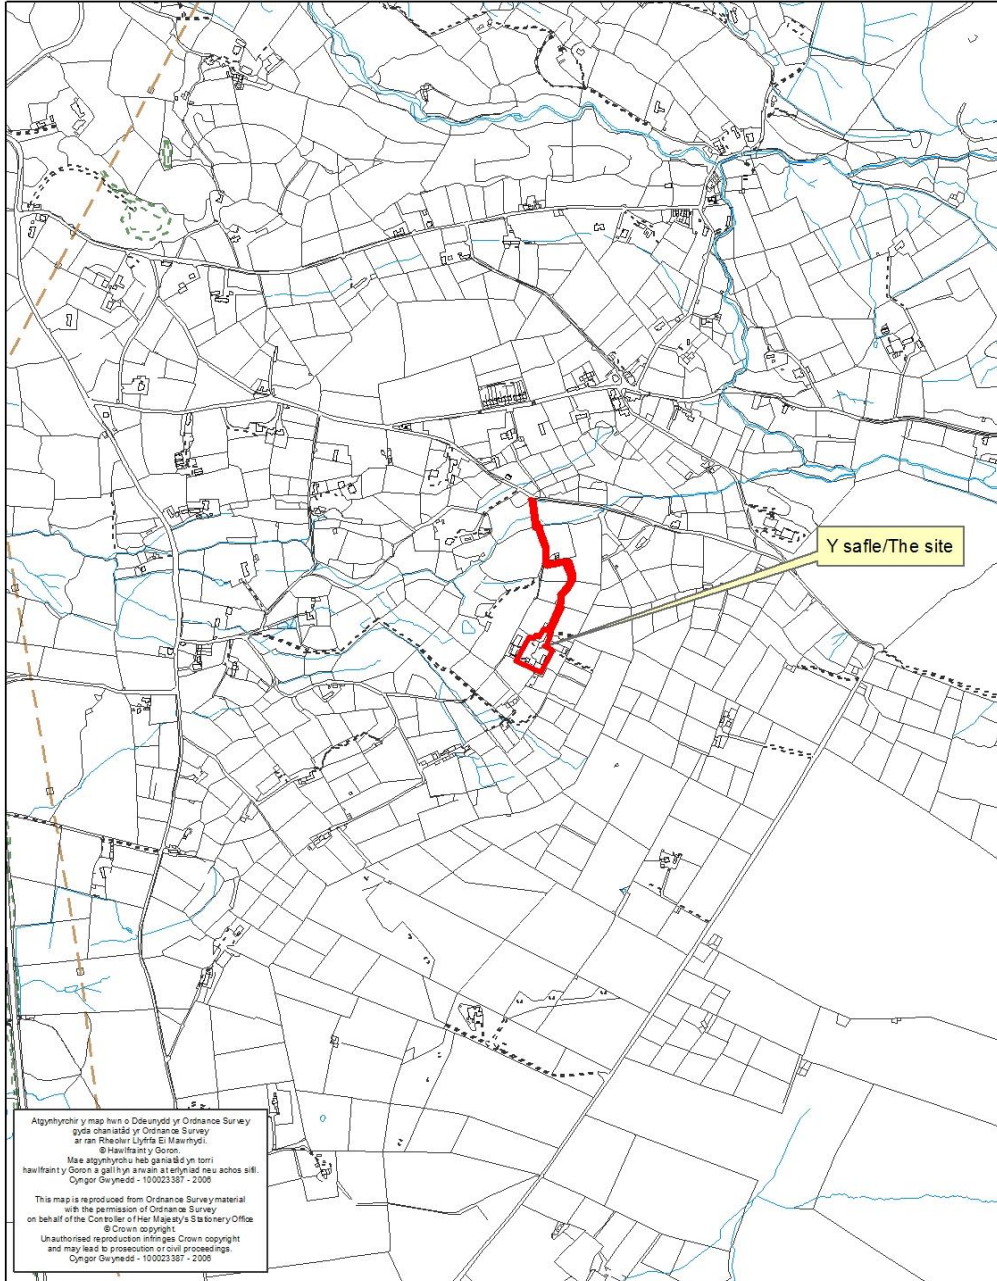 Y safle/The site
Atgynhyrchir y map hwn o Ddeunydd yr Ordnance Survey
gyda chaniatâd yr Ordnance Survey
ar ran Rheolwr Llyfrfa Ei Mawrhydi.
© Hawlfraint y Goron.
Mae atgynhyrchu heb ganiatâd yn torri
hawlfraint y Goron a gall hyn arwain at erlyniad neu achos sifil.
Cyngor Gwynedd - 100023387 - 2006
This map is reproduced from Ordnance Survey material
with the permission of Ordnance Survey
on behalf of the Controller of Her Majesty's Stationery Office
© Crown copyright.
Unauthorised reproduction infringes Crown copyright
and may lead to prosecution or civil proceedings.
Cyngor Gwynedd - 100023387 - 2006